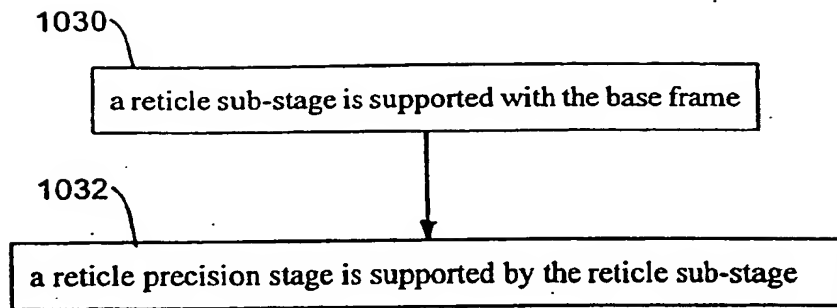 1030
a reticle sub-stage is supported with the base frame
1032
a reticle precision stage is supported by the reticle sub-stage